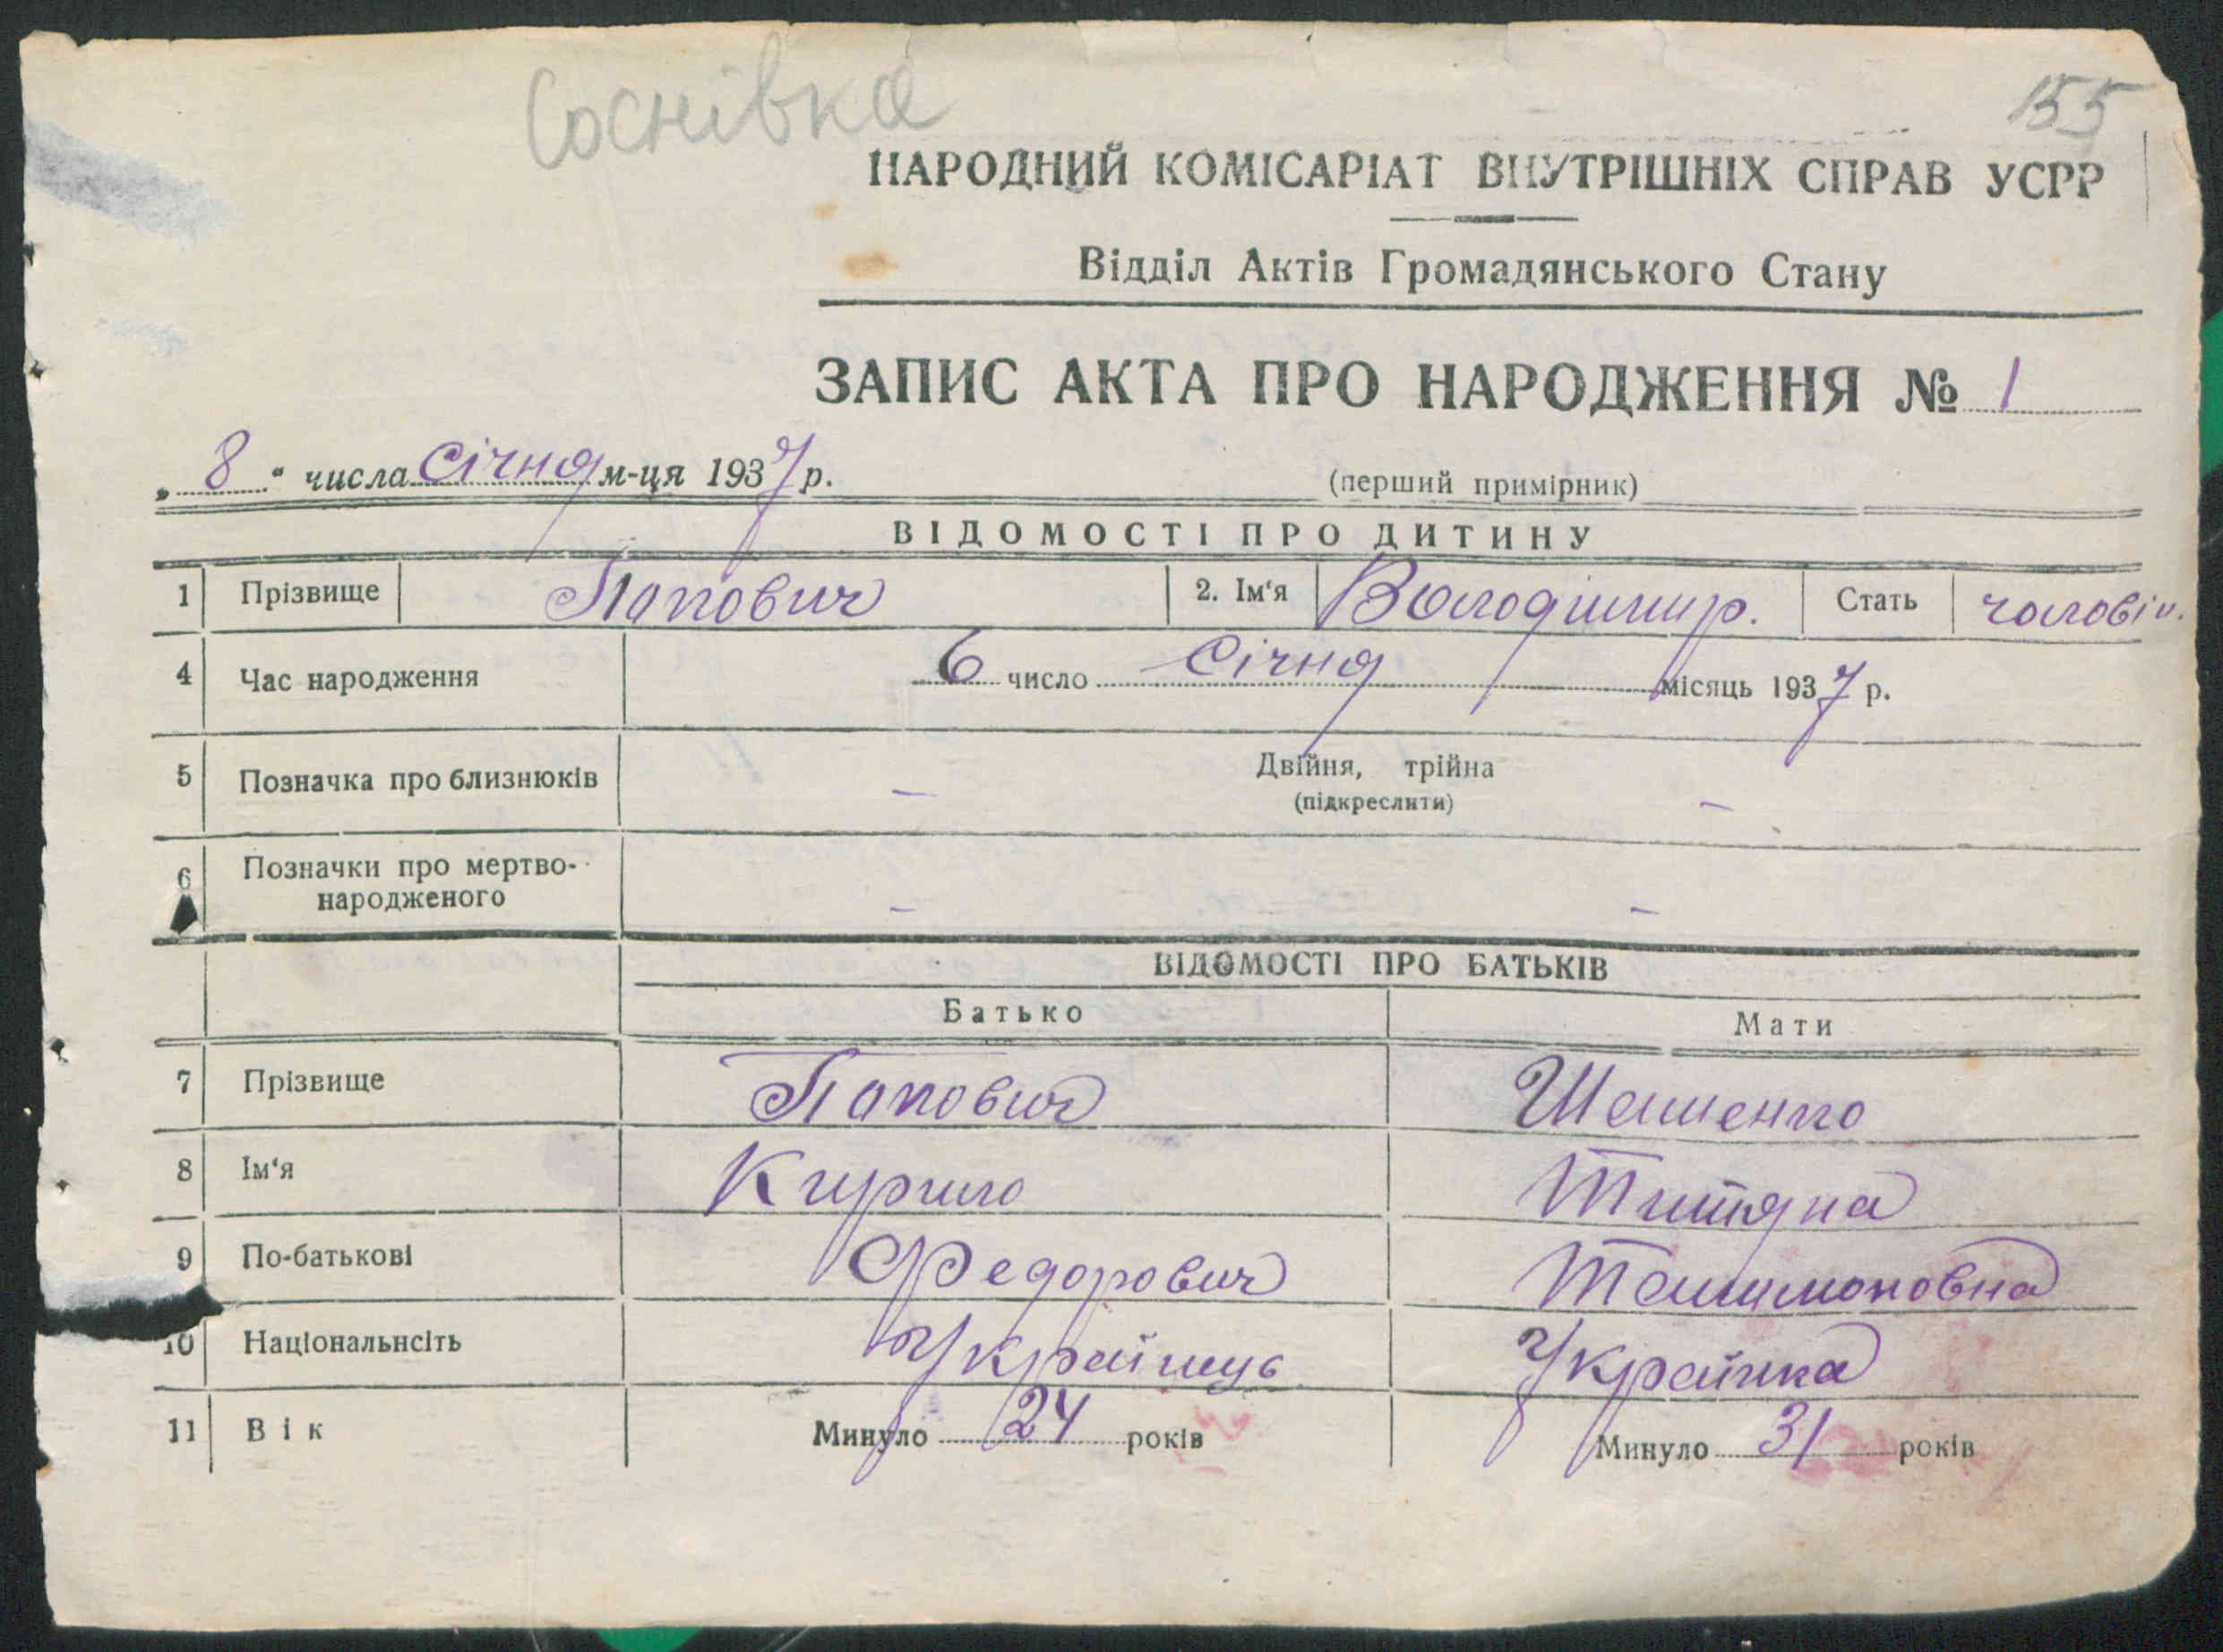 Соснівка
155
НАРОДНИЙ КОМІСАРІАТ ВНУТРІШНІХ СПРАВ УСРР
Відділ Актів Громадянського Стану
ЗАПИС АКТА ПРО НАРОДЖЕННЯ № 1
„ 8 " числа Січня м-ця 1937 р.
(перший примірник)
ВІДОМОСТІ ПРО ДИТИНУ
1 Прізвище Попович 2. Ім'я Володимир. Стать чоловіч.
4 Час народження 6 число Січня місяць 1937 р.
5 Позначка про близнюків – Двійня, трійна –
(підкреслити)
6 Позначки про мертво-
народженого – –
ВІДОМОСТІ ПРО БАТЬКІВ
Батько Мати
7 Прізвище Попович
8 Ім'я Кирило
9 По-батькові Федорович
10 Національнсіть Українець Українка
11 Вік Минуло 24 років Минуло 31 років